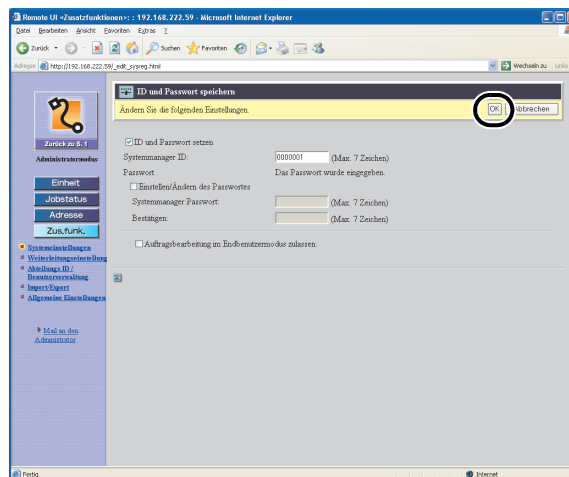 Remote UI <Zusatzfunktionen>: : 192.168.222.59 - Microsoft Internet Explorer
Datei Bearbeiten Ansicht Favoriten Extras ?
Zurück Suchen Favoriten
Adresse http://192.168.222.59/_edit_sysreg.html Wechseln zu Links
ID und Passwort speichern
Ändern Sie die folgenden Einstellungen. OK Abbrechen
Zurück zu S. 1
Administratormodus
Einheit
Jobstatus
Adresse
Zus.funk.
Systemeinstellungen
Weiterleitungseinstellung
Abteilungs ID /
Benutzerverwaltung
Import/Export
Allgemeine Einstellungen
Mail an den
Administrator
ID und Passwort setzen
Systemmanager ID: 0000001 (Max. 7 Zeichen)
Passwort Das Passwort wurde eingegeben.
Einstellen/Ändern des Passwortes
Systemmanager Passwort: (Max. 7 Zeichen)
Bestätigen: (Max. 7 Zeichen)
Auftragsbearbeitung im Endbenutzermodus zulassen:
Fertig Internet